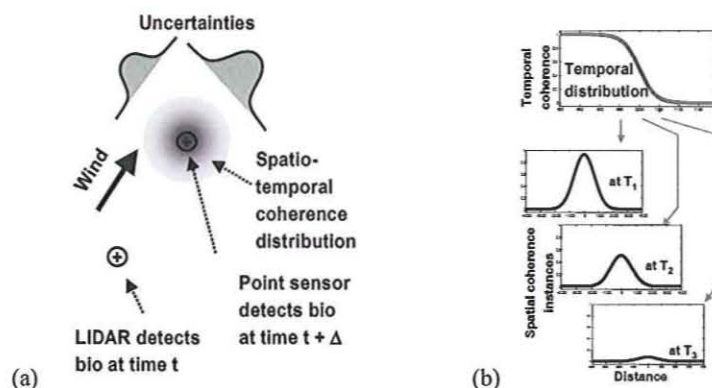 Uncertainties
Wind
Spatio-
temporal
coherence
distribution
Point sensor
detects bio
at time t + Δ
LIDAR detects
bio at time t
(a)
Temporal
coherence
Temporal
distribution
at T1
at T2
at T3
Spatial coherence
instances
Distance
(b)